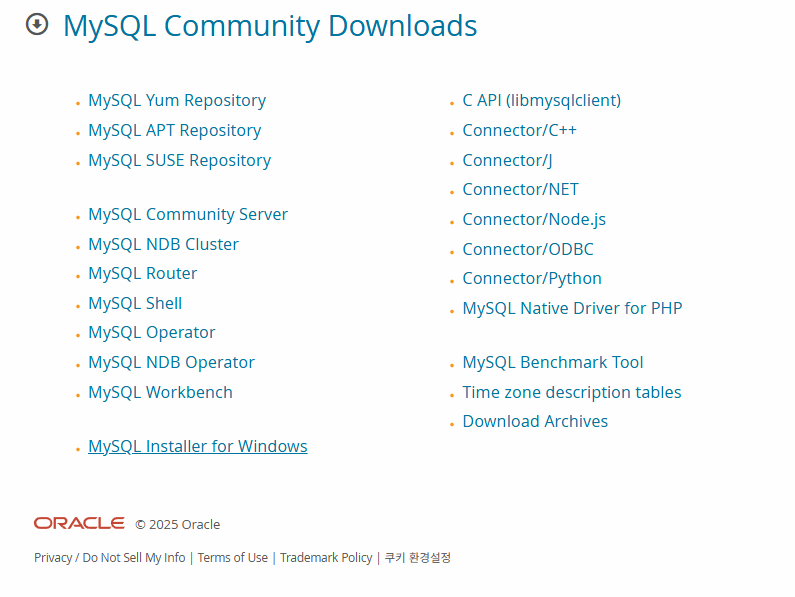 MySQL Community Downloads
MySQL Yum Repository
MySQL APT Repository
MySQL SUSE Repository
MySQL Community Server
MySQL NDB Cluster
MySQL Router
MySQL Shell
MySQL Operator
MySQL NDB Operator
MySQL Workbench
MySQL Installer for Windows
C API (libmysqlclient)
Connector/C++
Connector/J
Connector/NET
Connector/Node.js
Connector/ODBC
Connector/Python
MySQL Native Driver for PHP
MySQL Benchmark Tool
Time zone description tables
Download Archives
ORACLE © 2025 Oracle
Privacy / Do Not Sell My Info | Terms of Use | Trademark Policy | 쿠키 환경설정